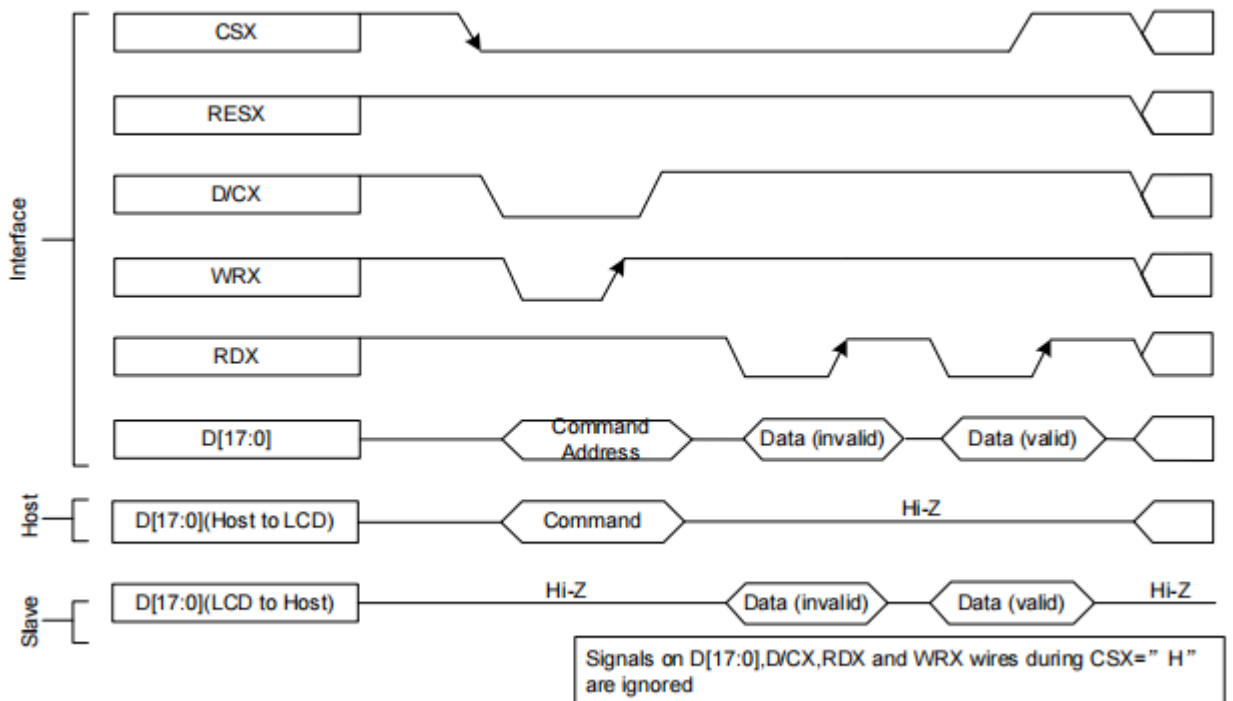 Interface
CSX
RESX
D/CX
WRX
RDX
D[17:0]
Command
Address
Data (invalid)
Data (valid)
Host
D[17:0](Host to LCD)
Command
Hi-Z
Slave
D[17:0](LCD to Host)
Hi-Z
Data (invalid)
Data (valid)
Hi-Z
Signals on D[17:0],D/CX,RDX and WRX wires during CSX=” H”
are ignored